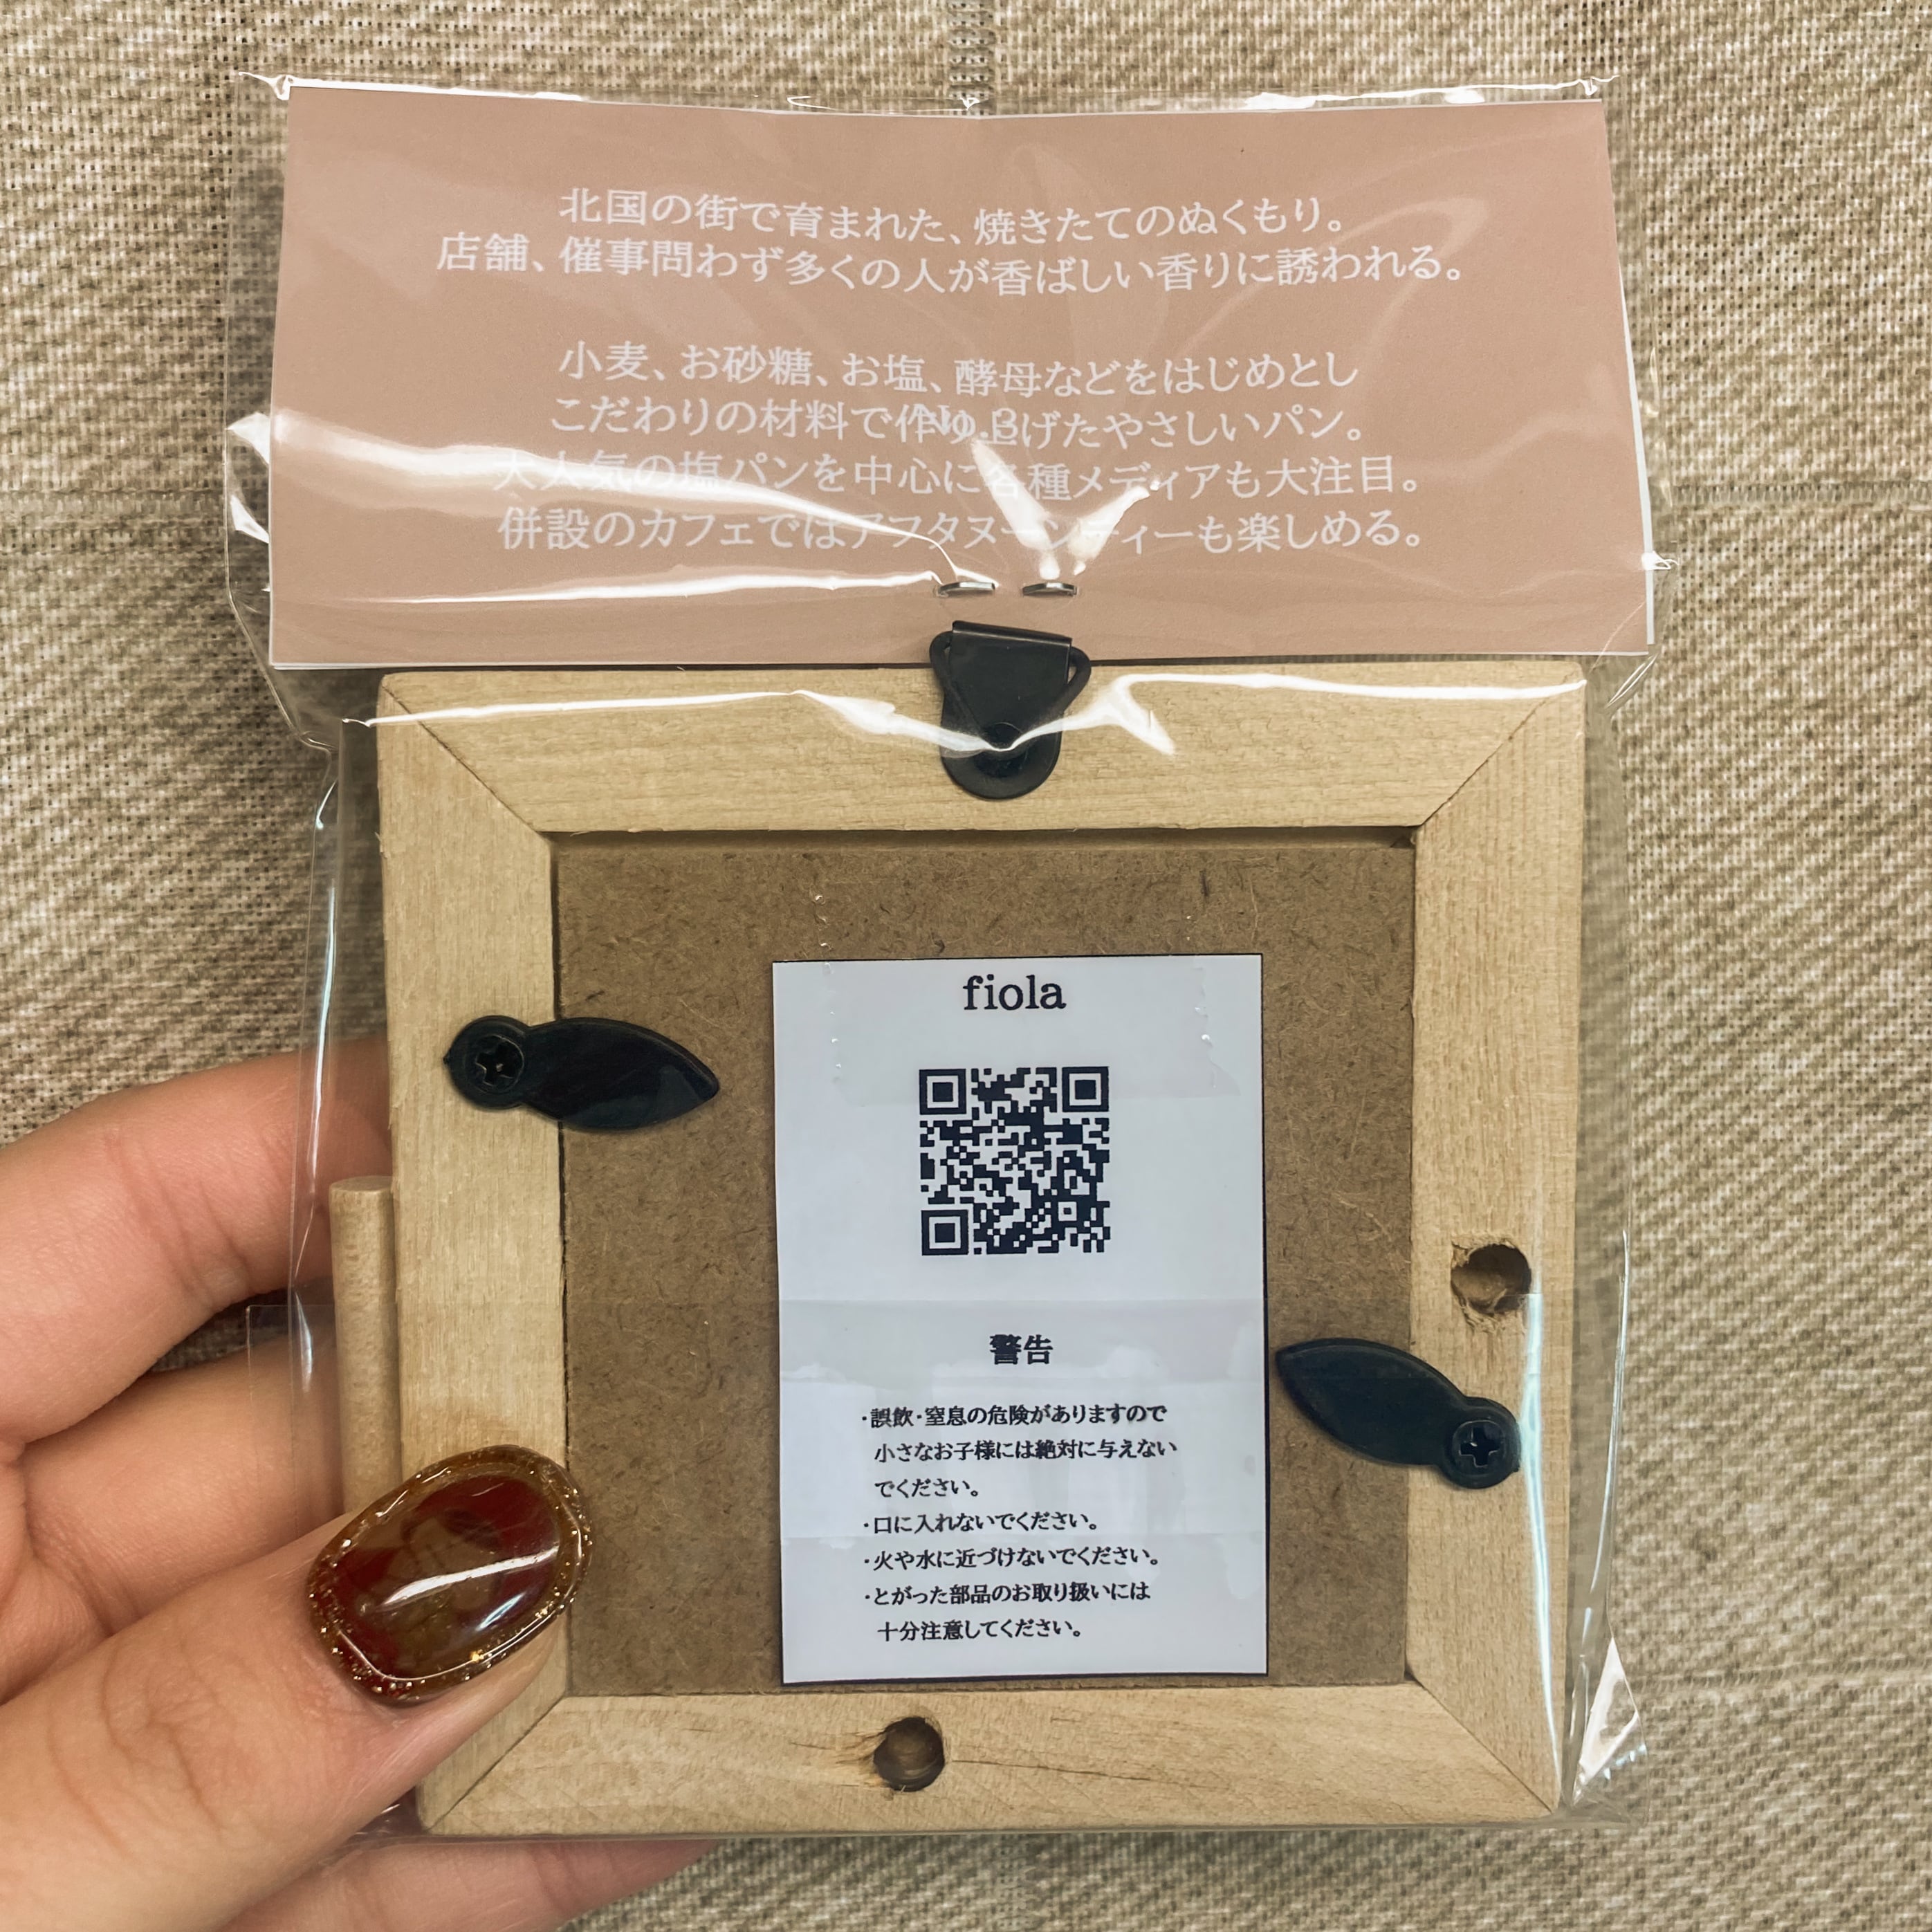 北国の街で育まれた、焼きたてのぬくもり。
店舗、催事問わず多くの人が香ばしい香りに誘われる。
小麦、お砂糖、お塩、酵母などをはじめとし
こだわりの材料で作り上げたやさしいパン。
No.3
大人気の塩パンを中心に各種メディアも大注目。
併設のカフェではアフタヌーンティーも楽しめる。
fiola
警告
・誤飲・窒息の危険がありますので
小さなお子様には絶対に与えない
でください。
・口に入れないでください。
・火や水に近づけないでください。
・とがった部品のお取り扱いには
十分注意してください。